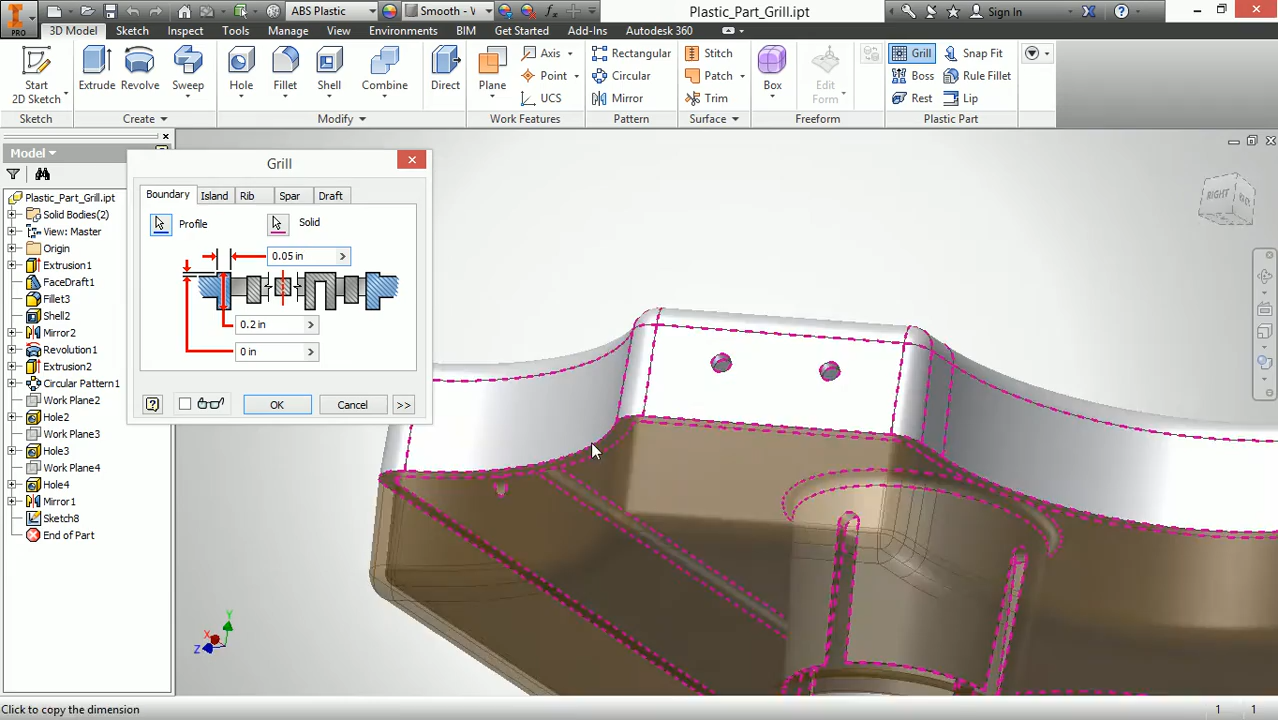 ABS Plastic
Smooth - V
Plastic_Part_Grill.ipt
Sign In
PRO
3D Model
Sketch
Inspect
Tools
Manage
View
Environments
BIM
Get Started
Add-Ins
Autodesk 360
Start
2D Sketch
Extrude
Revolve
Sweep
Hole
Fillet
Shell
Combine
Direct
Plane
Axis
Point
UCS
Rectangular
Circular
Mirror
Stitch
Patch
Trim
Box
Edit
Form
Grill
Boss
Rest
Snap Fit
Rule Fillet
Lip
Sketch
Create
Modify
Work Features
Pattern
Surface
Freeform
Plastic Part
Model
Plastic_Part_Grill.ipt
Solid Bodies(2)
View: Master
Origin
Extrusion1
FaceDraft1
Fillet3
Shell2
Mirror2
Revolution1
Extrusion2
Circular Pattern1
Work Plane2
Hole2
Work Plane3
Hole3
Work Plane4
Hole4
Mirror1
Sketch8
End of Part
Grill
Boundary
Island
Rib
Spar
Draft
Profile
Solid
0.05 in
0.2 in
0 in
OK
Cancel
>>
RIGHT
X
Y
Z
Click to copy the dimension
1
1